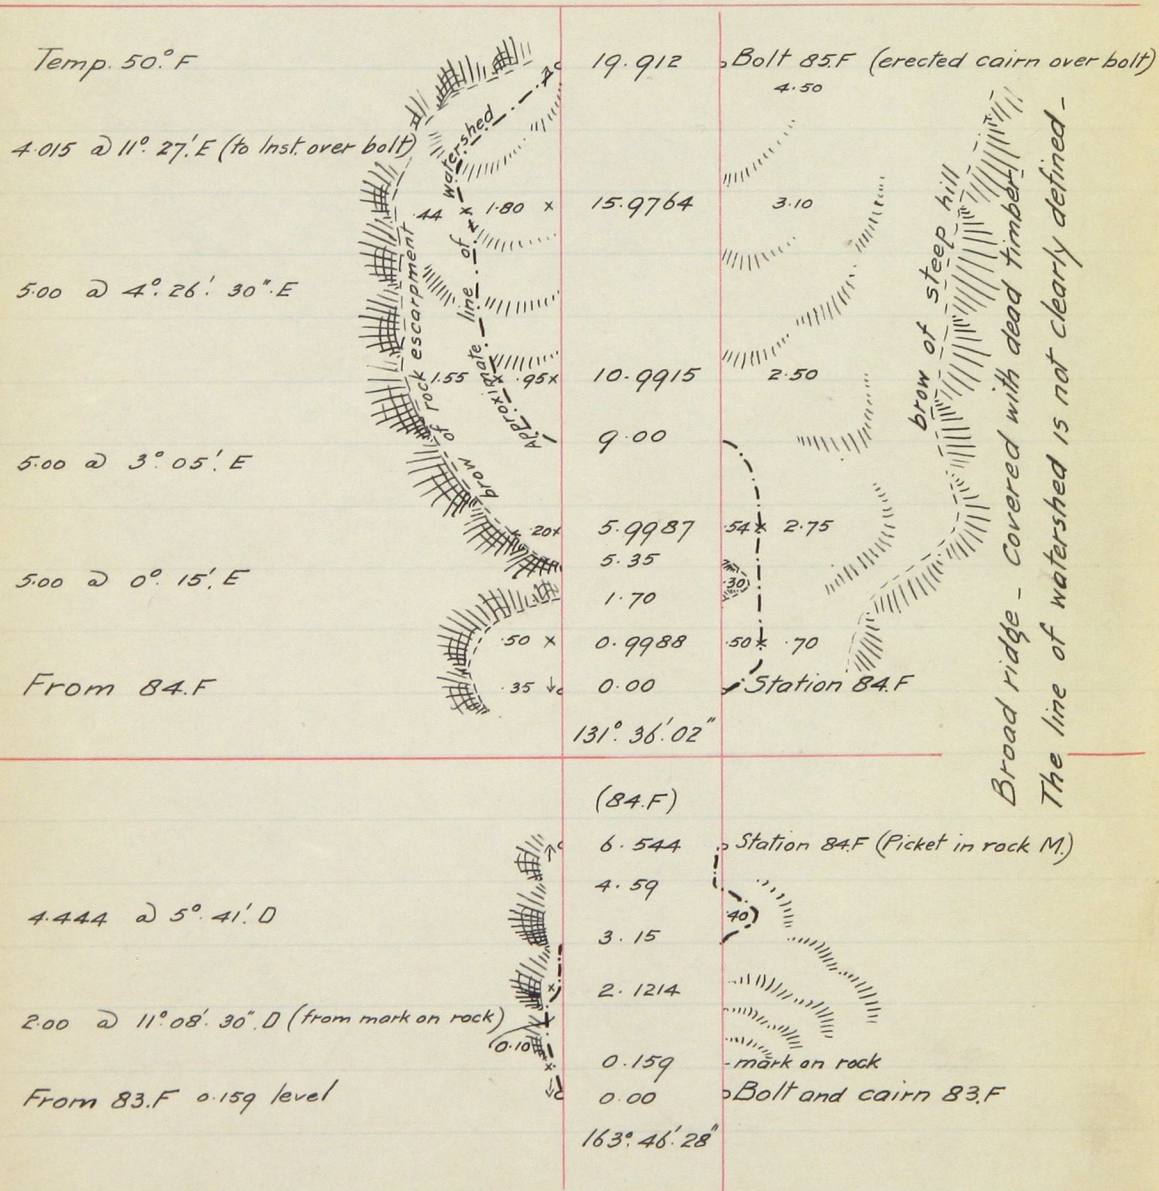 Temp. 50.° F 19.912 Bolt 85.F (erected cairn over bolt)
4.50
4.015 @ 11°. 27'. E (to Inst. over bolt)
.44 x 1.80 x 15.9764 3.10
5.00 @ 4°. 26'. 30". E
1.55 x .95x 10.9915 2.50
9.00
5.00 @ 3°. 05'. E
.20x 5.9987 .54x 2.75
5.35
5.00 @ 0°. 15'. E .30
1.70
.50 x 0.9988 .50x .70
From 84.F .35 0.00 Station 84.F
131°. 36'. 02"
brow of rock escarpment
Approximate line of watershed
brow of steep hill
Broad ridge - Covered with dead timber -
The line of watershed is not clearly defined -
(84.F)
6.544 Station 84.F (Picket in rock M.)
4.59
4.444 @ 5°. 41'. D .40
3.15
x 2.1214
2.00 @ 11°. 08'. 30". D (from mark on rock)
0.10
x 0.159 mark on rock
From 83.F 0.159 level 0.00 Bolt and cairn 83.F
163°. 46'. 28"